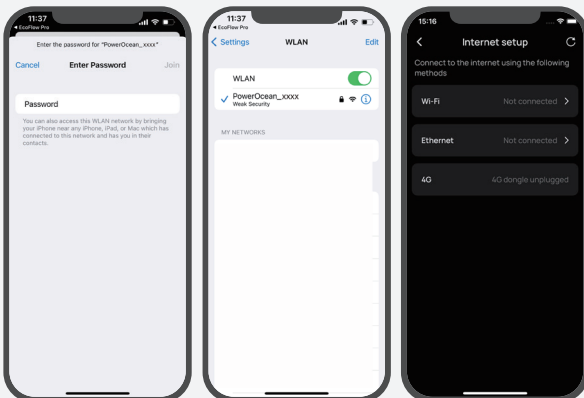 11:37
EcoFlow Pro
Enter the password for "PowerOcean_xxxx"
Cancel
Enter Password
Join
Password
You can also access this WLAN network by bringing
your iPhone near any iPhone, iPad, or Mac which has
connected to this network and has you in their
contacts.
11:37
EcoFlow Pro
Settings
WLAN
Edit
WLAN
PowerOcean_xxxx
Weak Security
MY NETWORKS
15:16
Internet setup
Connect to the internet using the following
methods
Wi-Fi
Not connected
Ethernet
Not connected
4G
4G dongle unplugged